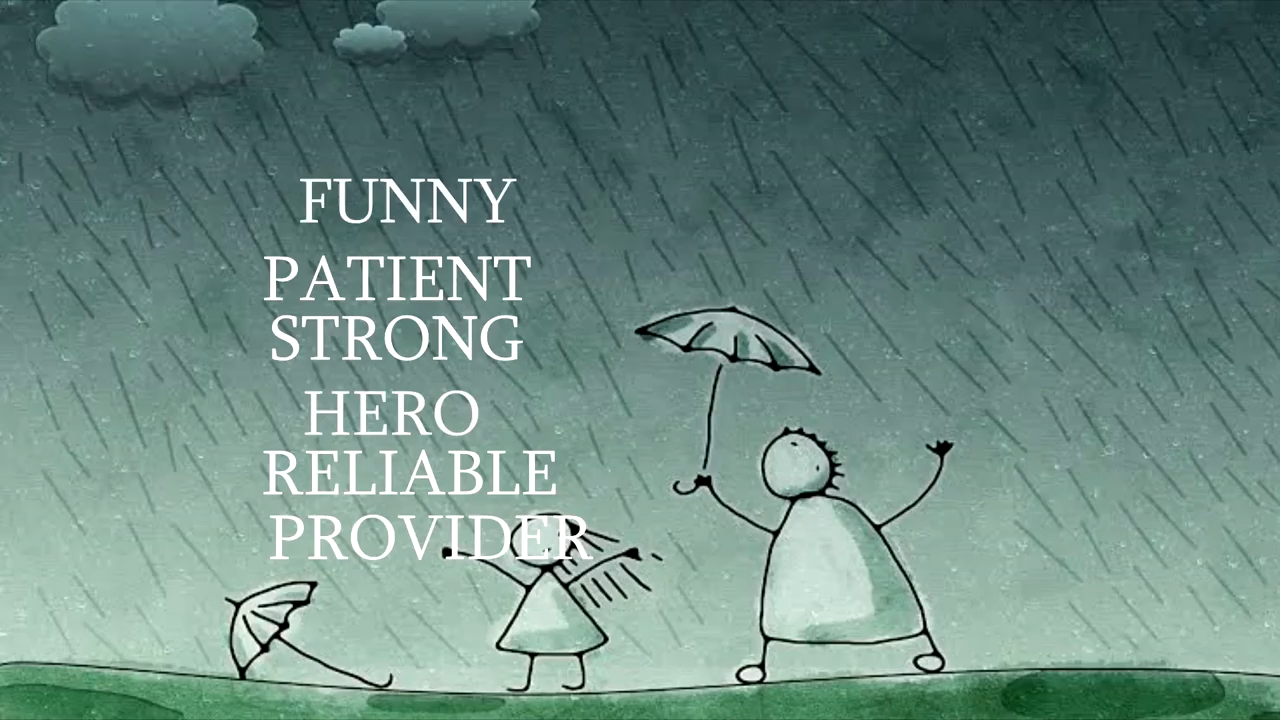 FUNNY
PATIENT
STRONG
HERO
RELIABLE
PROVIDER